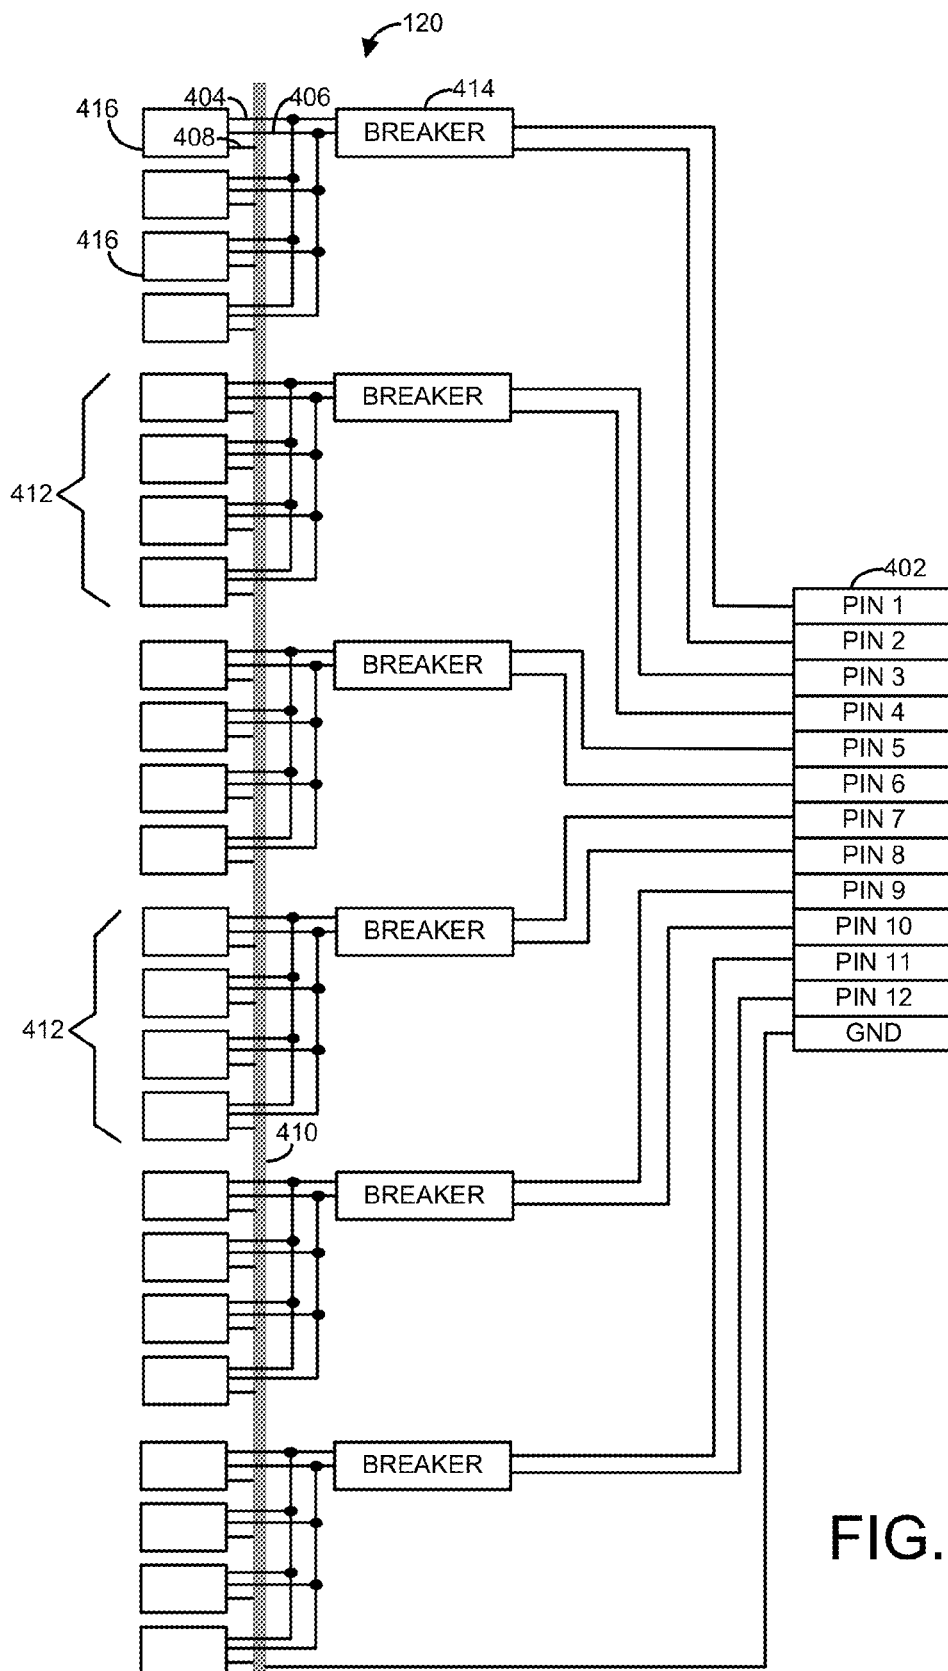 120
404
406
414
416
408
BREAKER
416
BREAKER
412
402
PIN 1
PIN 2
BREAKER
PIN 3
PIN 4
PIN 5
PIN 6
PIN 7
PIN 8
PIN 9
BREAKER
PIN 10
PIN 11
PIN 12
412
GND
410
BREAKER
BREAKER
FIG.